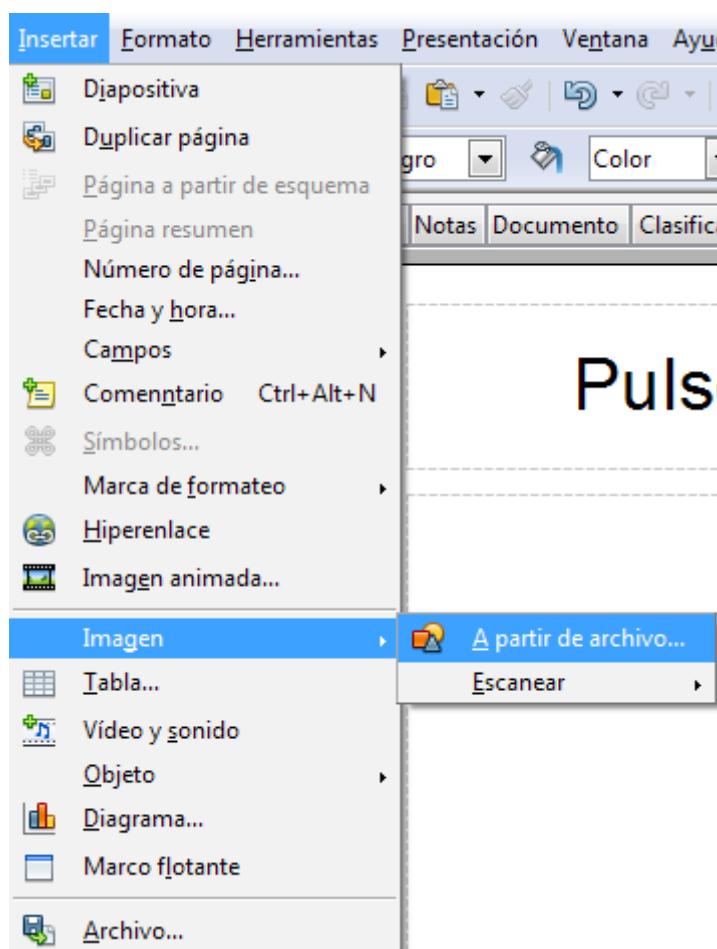 Insertar Formato Herramientas Presentación Ventana Ayu
Diapositiva
Duplicar página
gro Color
Página a partir de esquema
Página resumen
Notas Documento Clasific
Número de página...
Fecha y hora...
Campos
Puls
Comenntario Ctrl+Alt+N
Símbolos...
Marca de formateo
Hiperenlace
Imagen animada...
Imagen
A partir de archivo...
Tabla...
Escanear
Vídeo y sonido
Objeto
Diagrama...
Marco flotante
Archivo...